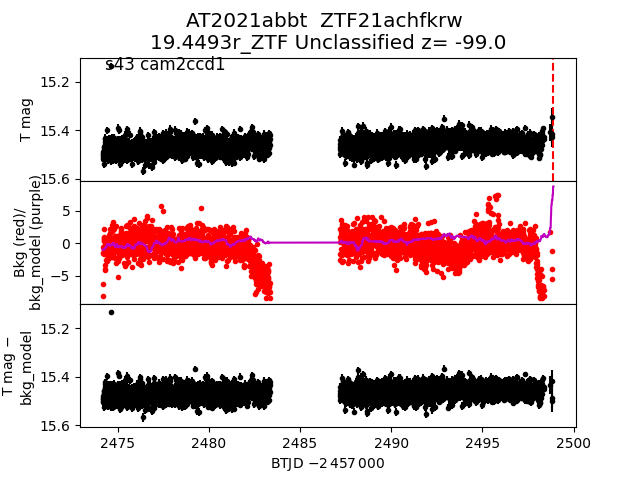 AT2021abbt ZTF21achfkrw
19.4493r_ZTF Unclassified z= -99.0
s43 cam2ccd1
15.2
15.4
15.6
T mag
5
0
−5
Bkg (red)/
bkg_model (purple)
15.2
15.4
15.6
T mag −
bkg_model
2475
2480
2485
2490
2495
2500
BTJD −2 457 000